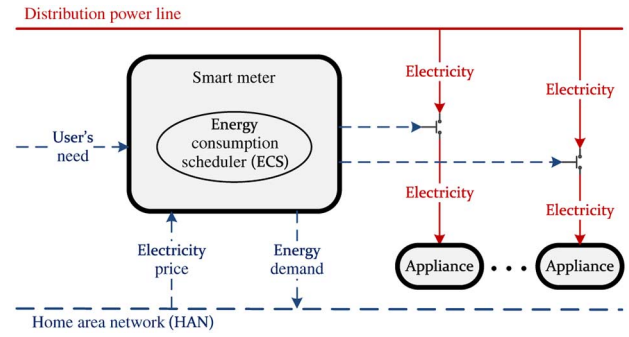 Distribution power line
Smart meter
Energy
consumption
scheduler (ECS)
User's
need
Electricity
Electricity
Electricity
Electricity
Electricity
price
Energy
demand
Appliance
Appliance
Home area network (HAN)